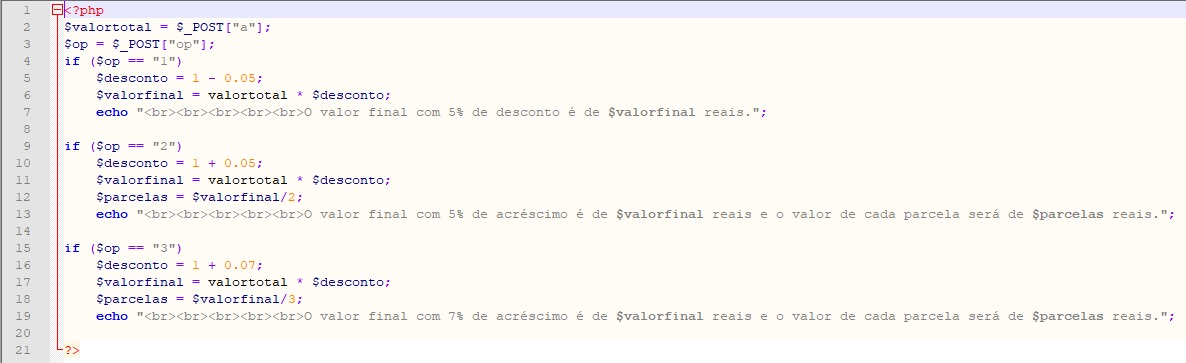 1 <?php
2 $valortotal = $_POST["a"];
3 $op = $_POST["op"];
4 if ($op == "1")
5     $desconto = 1 - 0.05;
6     $valorfinal = valortotal * $desconto;
7     echo "<br><br><br><br><br>O valor final com 5% de desconto é de $valorfinal reais.";
8
9 if ($op == "2")
10     $desconto = 1 + 0.05;
11     $valorfinal = valortotal * $desconto;
12     $parcelas = $valorfinal/2;
13     echo "<br><br><br><br><br>O valor final com 5% de acréscimo é de $valorfinal reais e o valor de cada parcela será de $parcelas reais.";
14
15 if ($op == "3")
16     $desconto = 1 + 0.07;
17     $valorfinal = valortotal * $desconto;
18     $parcelas = $valorfinal/3;
19     echo "<br><br><br><br><br>O valor final com 7% de acréscimo é de $valorfinal reais e o valor de cada parcela será de $parcelas reais.";
20
21 ?>